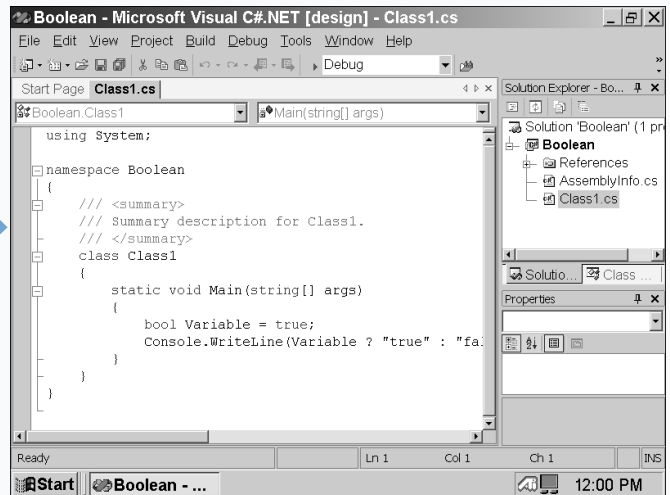 Boolean - Microsoft Visual C#.NET [design] - Class1.cs
File Edit View Project Build Debug Tools Window Help
Debug
Start Page Class1.cs
Boolean.Class1
Main(string[] args)
using System;
namespace Boolean
{
/// <summary>
/// Summary description for Class1.
/// </summary>
class Class1
{
static void Main(string[] args)
{
bool Variable = true;
Console.WriteLine(Variable ? "true" : "fal
}
}
}
Solution Explorer - Bo...
Solution 'Boolean' (1 pro
Boolean
References
AssemblyInfo.cs
Class1.cs
Solutio... Class ...
Properties
Ready Ln 1 Col 1 Ch 1 INS
Start Boolean - ... 12:00 PM